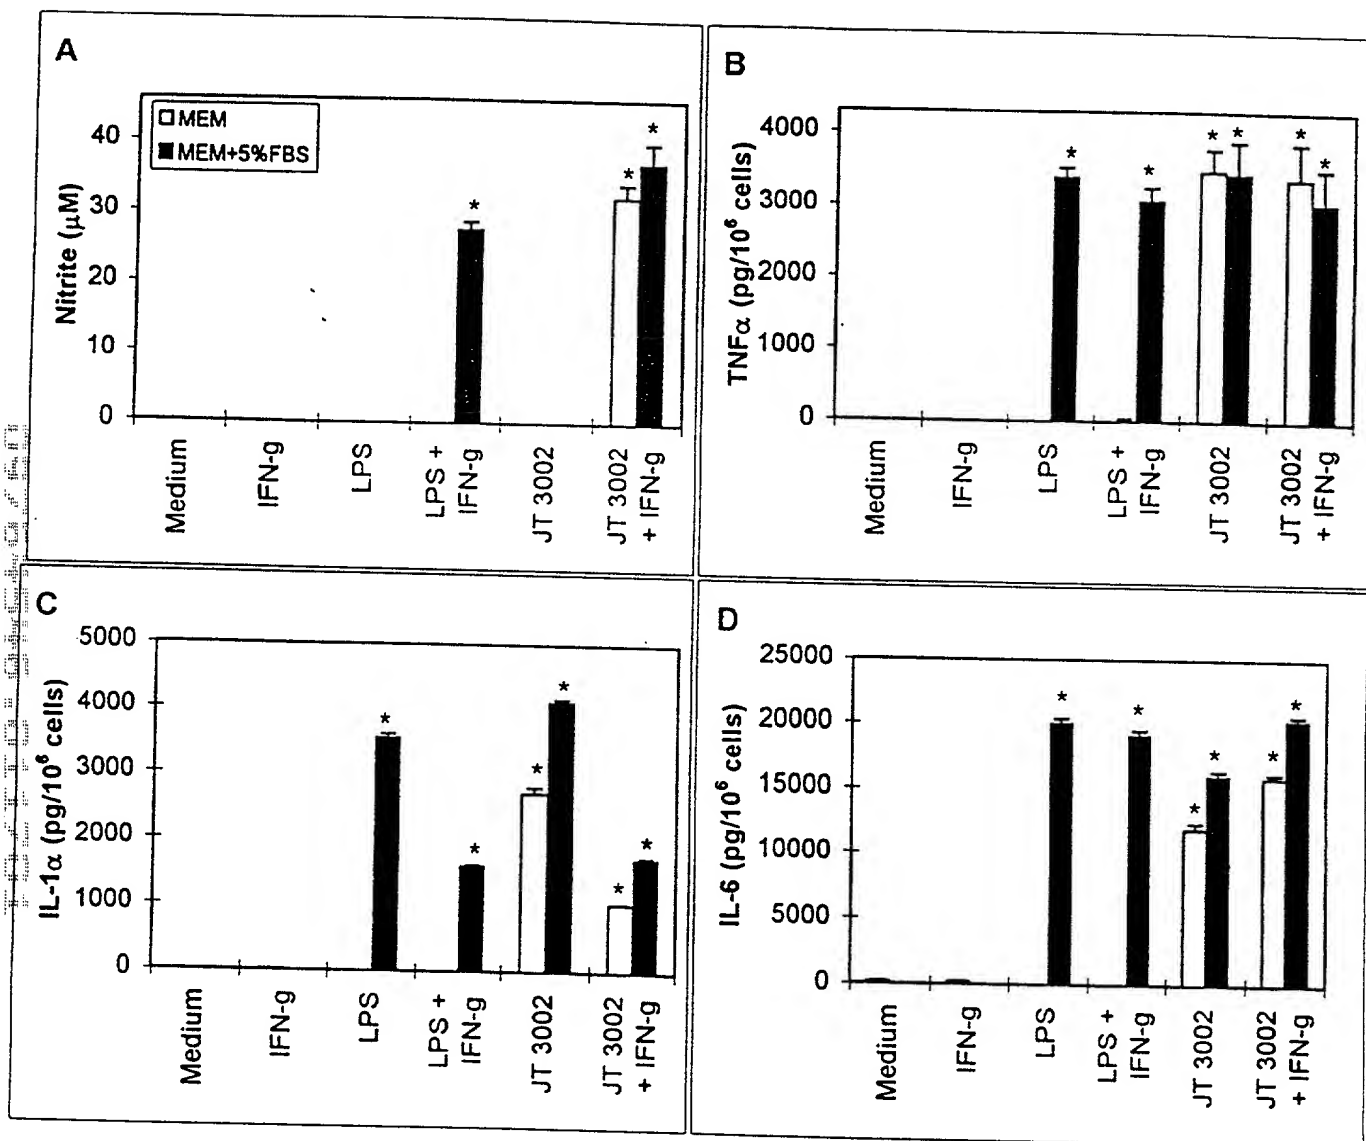 A
MEM
MEM+5%FBS
Nitrite (μM)
40
30
20
10
0
Medium
IFN-g
LPS
LPS +
IFN-g
JT 3002
JT 3002
+ IFN-g
*
*
*
B
TNFα (pg/10⁶ cells)
4000
3000
2000
1000
0
Medium
IFN-g
LPS
LPS +
IFN-g
JT 3002
JT 3002
+ IFN-g
*
*
*
*
*
*
C
IL-1α (pg/10⁶ cells)
5000
4000
3000
2000
1000
0
Medium
IFN-g
LPS
LPS +
IFN-g
JT 3002
JT 3002
+ IFN-g
*
*
*
*
*
*
D
IL-6 (pg/10⁶ cells)
25000
20000
15000
10000
5000
0
Medium
IFN-g
LPS
LPS +
IFN-g
JT 3002
JT 3002
+ IFN-g
*
*
*
*
*
*